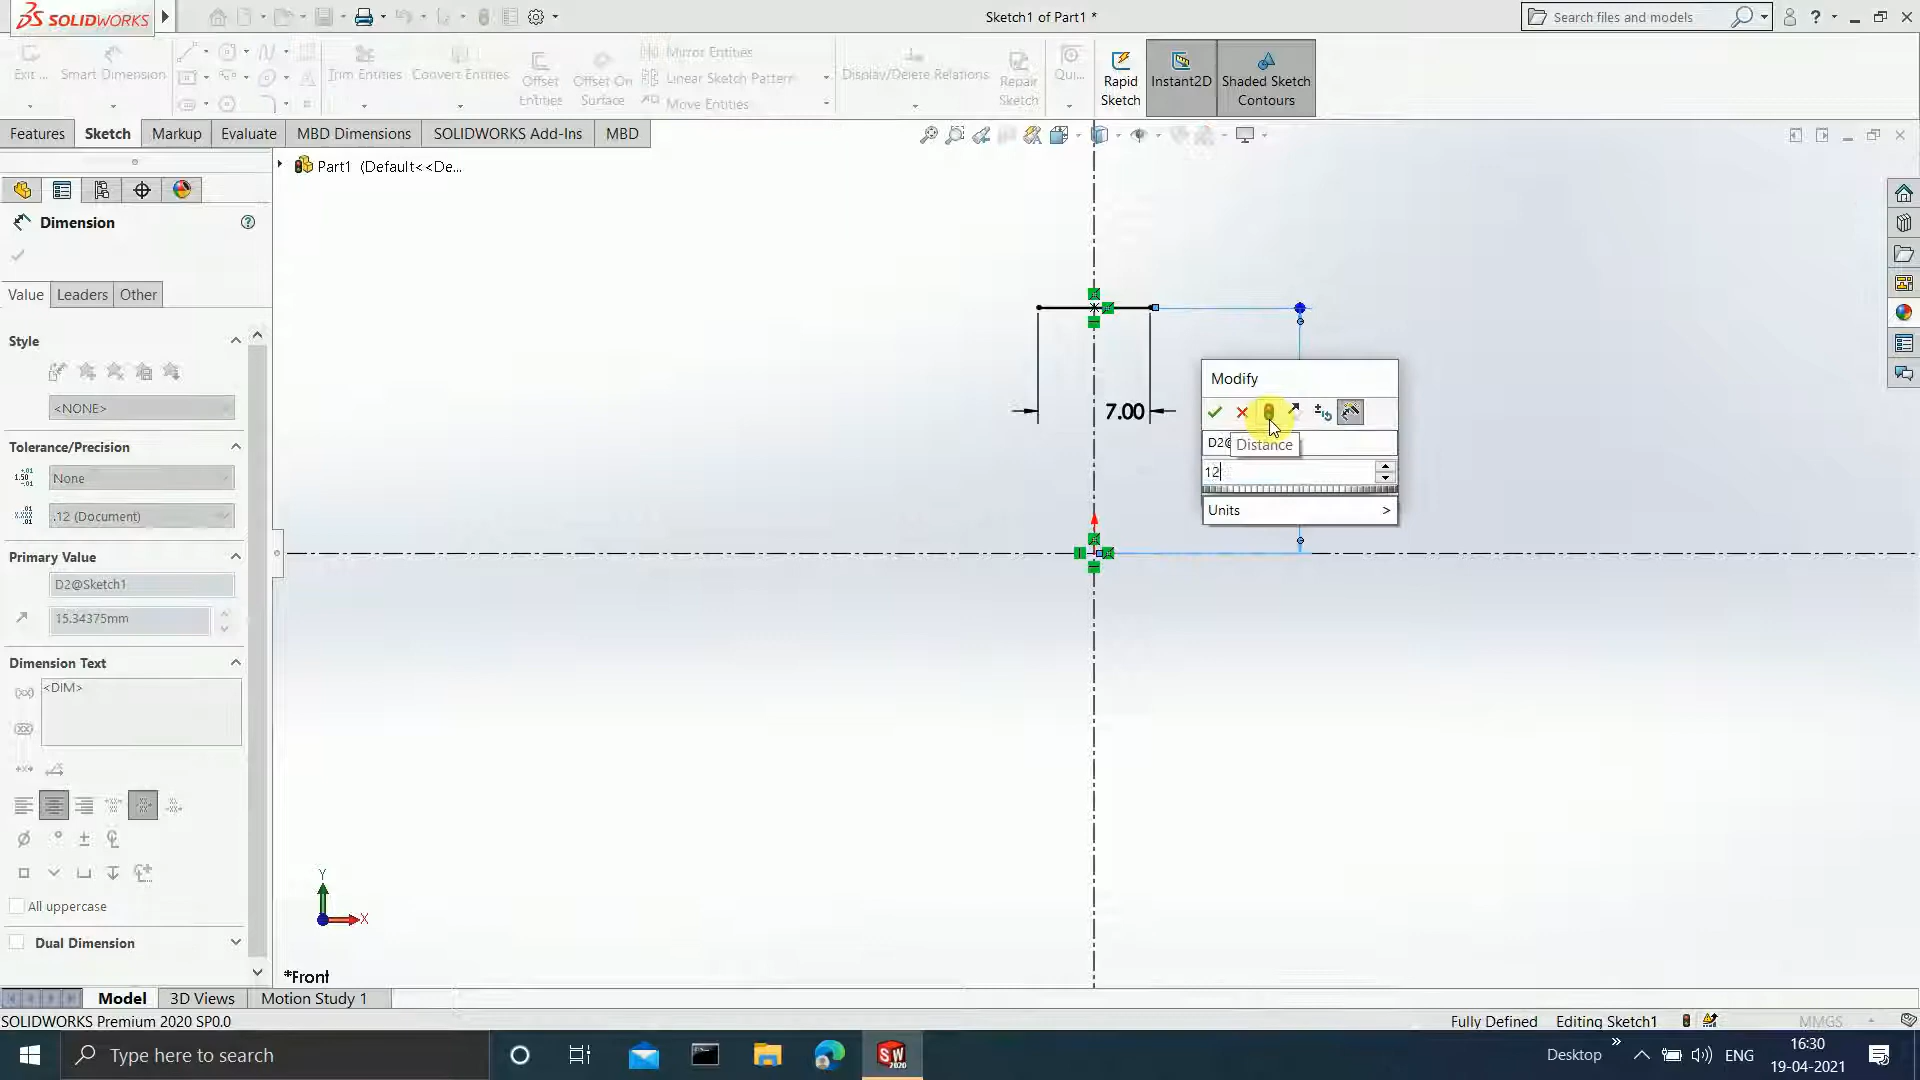 SOLIDWORKS
Sketch1 of Part1 *
Search files and models
Exit ...
Smart Dimension
Trim Entities
Convert Entities
Offset Entities
Offset On Surface
Mirror Entities
Linear Sketch Pattern
Move Entities
Display/Delete Relations
Repair Sketch
Qui...
Rapid Sketch
Instant2D
Shaded Sketch Contours
Features
Sketch
Markup
Evaluate
MBD Dimensions
SOLIDWORKS Add-Ins
MBD
Part1 (Default<<De...
Dimension
Value
Leaders
Other
Style
<NONE>
Tolerance/Precision
None
.12 (Document)
Primary Value
D2@Sketch1
15.34375mm
Dimension Text
<DIM>
All uppercase
Dual Dimension
7.00
Modify
D2@
Distance
12
Units >
Y
X
*Front
Model
3D Views
Motion Study 1
SOLIDWORKS Premium 2020 SP0.0
Fully Defined
Editing Sketch1
MMGS
Type here to search
SW
2020
Desktop
ENG
16:30
19-04-2021